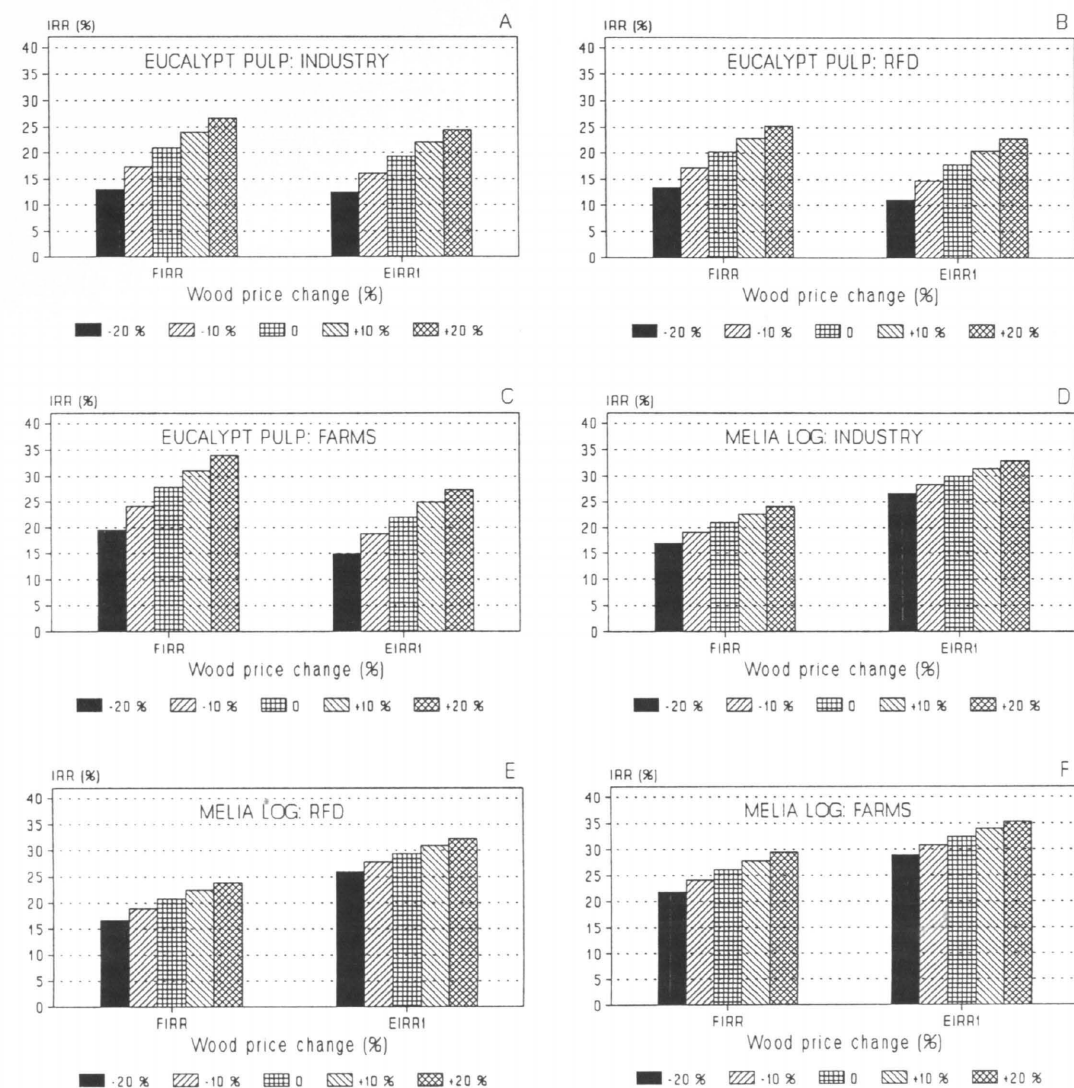 IRR (%)
A
EUCALYPT PULP: INDUSTRY
40
35
30
25
20
15
10
5
0
FIRR
EIRR1
Wood price change (%)
-20 %
-10 %
0
+10 %
+20 %
IRR (%)
B
EUCALYPT PULP: RFD
40
35
30
25
20
15
10
5
0
FIRR
EIRR1
Wood price change (%)
-20 %
-10 %
0
+10 %
+20 %
IRR (%)
C
EUCALYPT PULP: FARMS
40
35
30
25
20
15
10
5
0
FIRR
EIRR1
Wood price change (%)
-20 %
-10 %
0
+10 %
+20 %
IRR (%)
D
MELIA LOG: INDUSTRY
40
35
30
25
20
15
10
5
0
FIRR
EIRR1
Wood price change (%)
-20 %
-10 %
0
+10 %
+20 %
IRR (%)
E
MELIA LOG: RFD
40
35
30
25
20
15
10
5
0
FIRR
EIRR1
Wood price change (%)
-20 %
-10 %
0
+10 %
+20 %
IRR (%)
F
MELIA LOG: FARMS
40
35
30
25
20
15
10
5
0
FIRR
EIRR1
Wood price change (%)
-20 %
-10 %
0
+10 %
+20 %